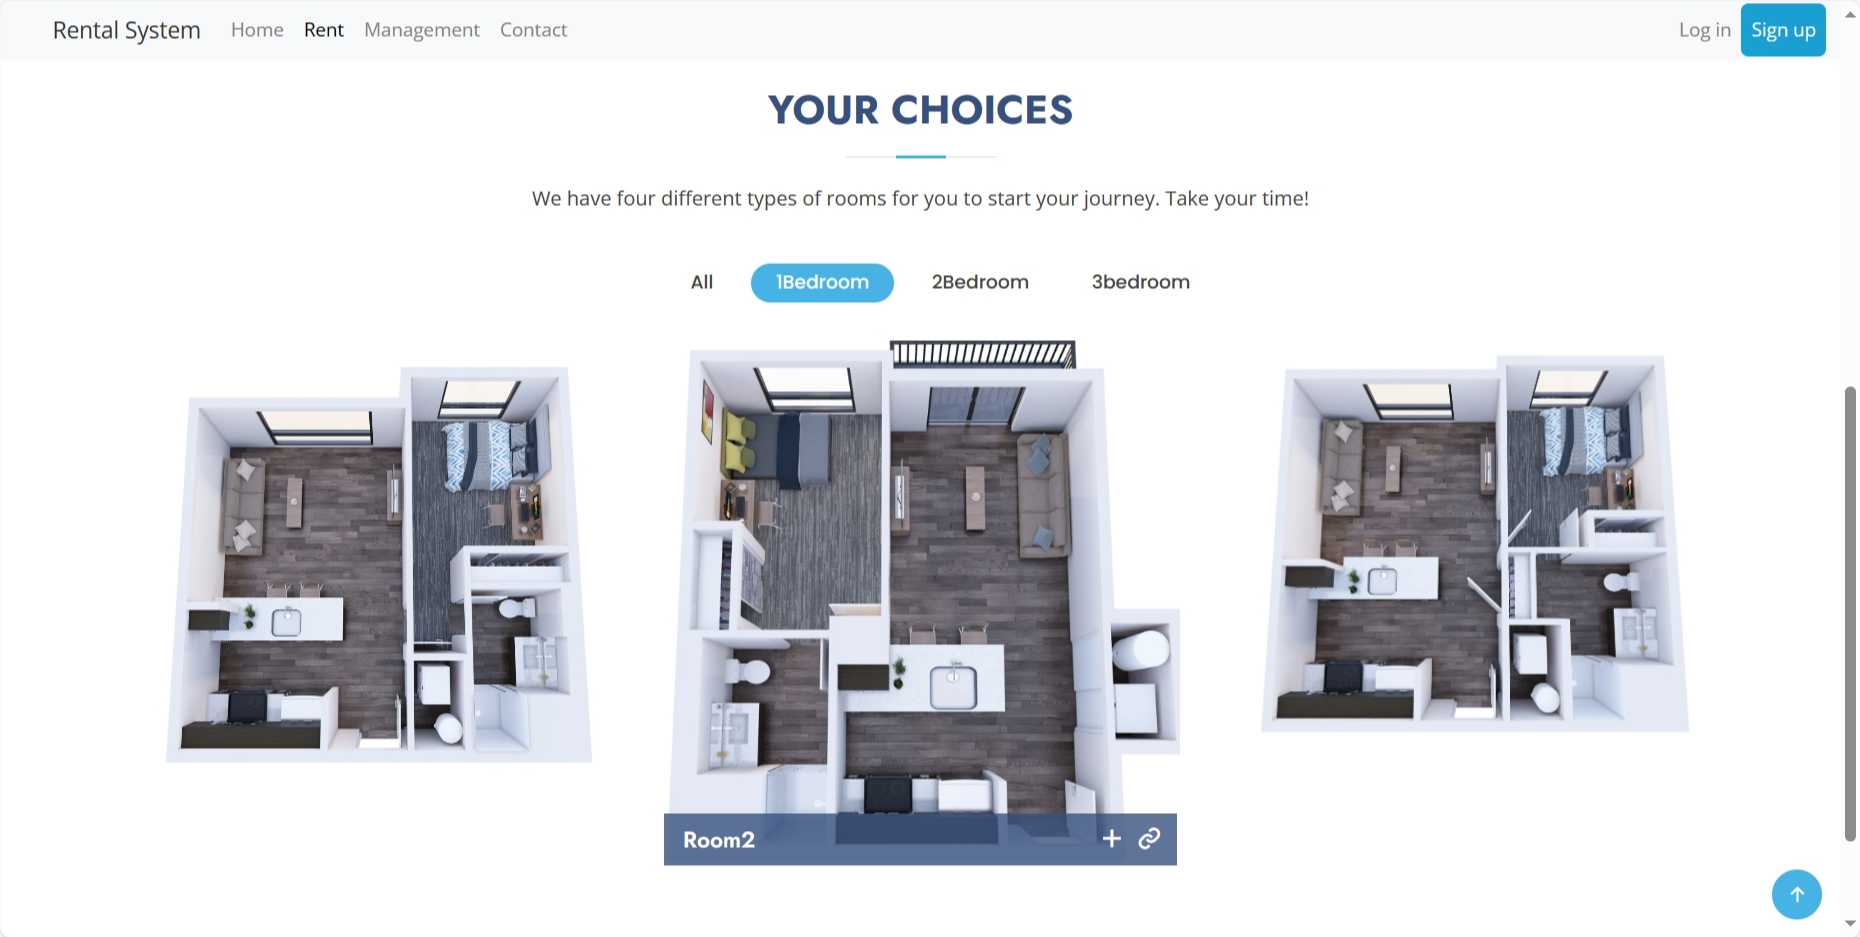 Rental System Home Rent Management Contact Log in Sign up
YOUR CHOICES
We have four different types of rooms for you to start your journey. Take your time!
All 1Bedroom 2Bedroom 3bedroom
Room2